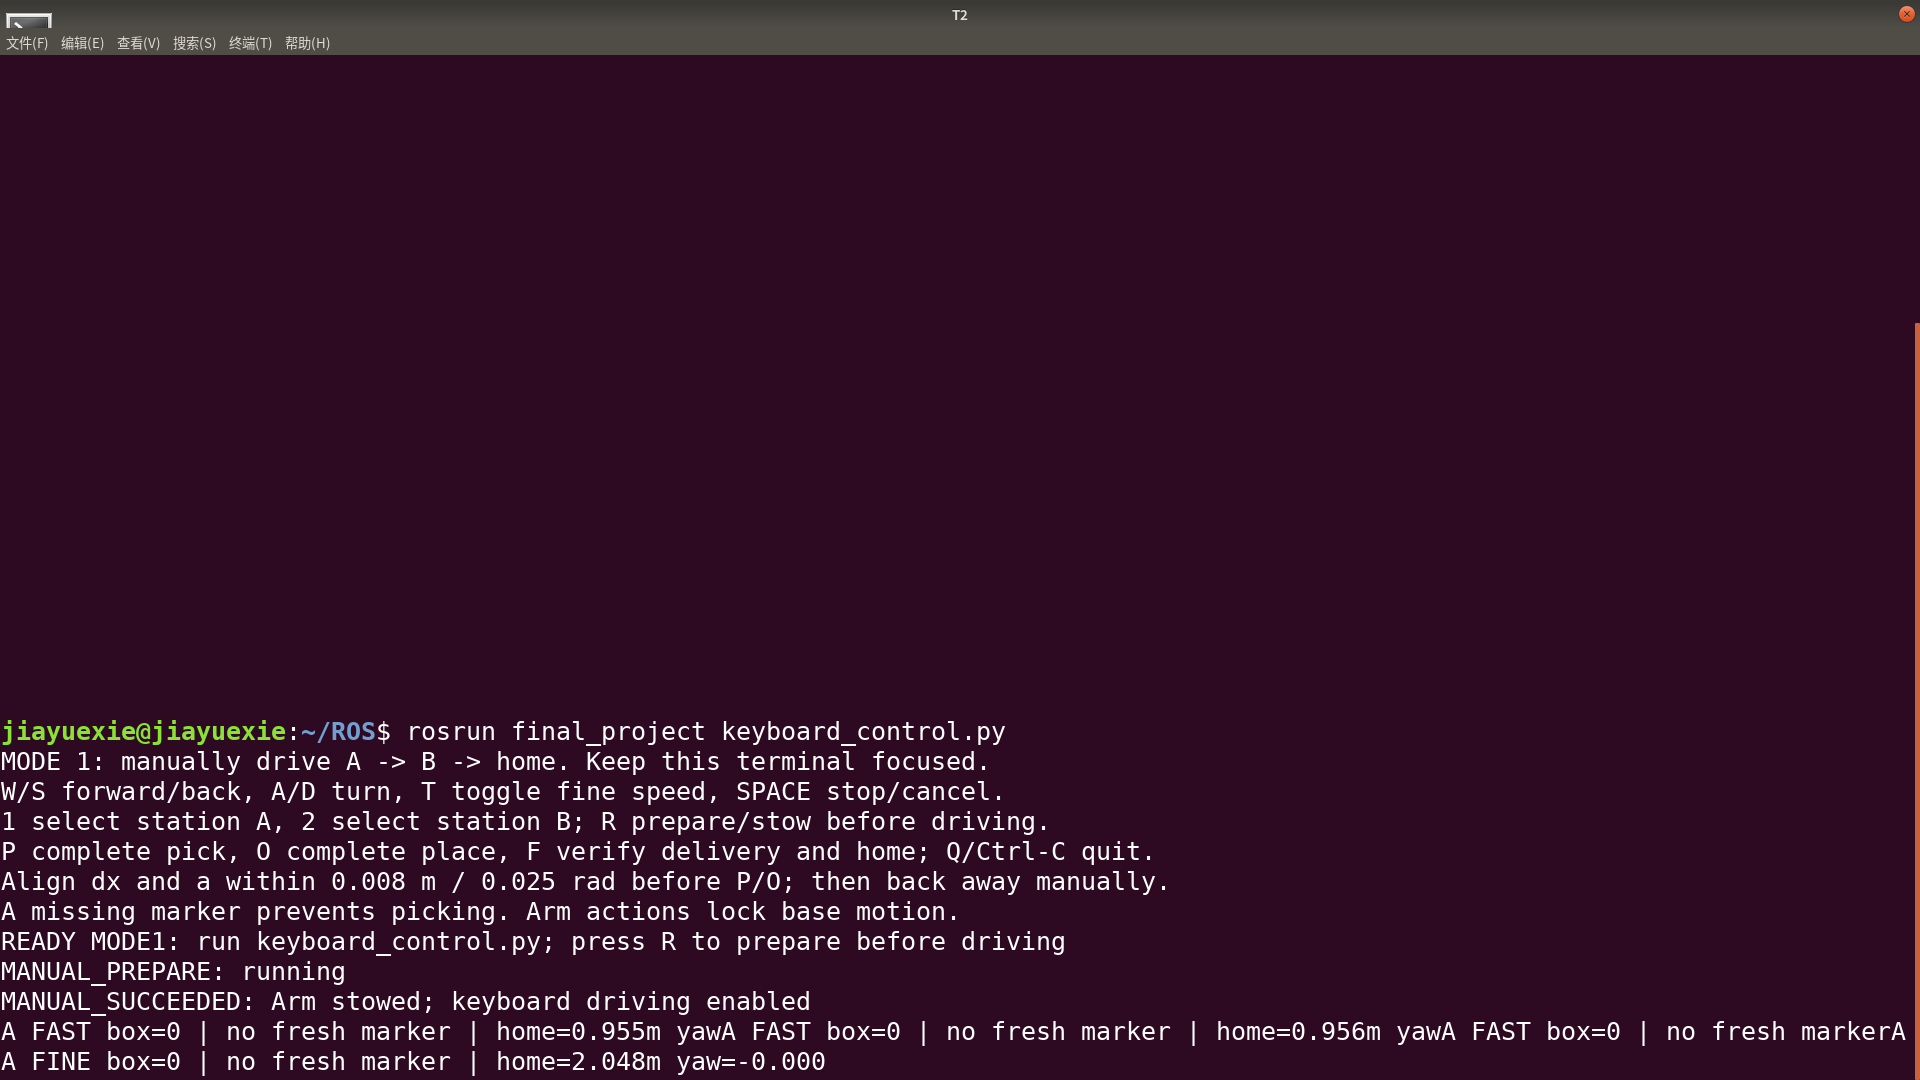 T2
文件(F) 编辑(E) 查看(V) 搜索(S) 终端(T) 帮助(H)
jiayuexie@jiayuexie:~/ROS$ rosrun final_project keyboard_control.py
MODE 1: manually drive A -> B -> home. Keep this terminal focused.
W/S forward/back, A/D turn, T toggle fine speed, SPACE stop/cancel.
1 select station A, 2 select station B; R prepare/stow before driving.
P complete pick, O complete place, F verify delivery and home; Q/Ctrl-C quit.
Align dx and a within 0.008 m / 0.025 rad before P/O; then back away manually.
A missing marker prevents picking. Arm actions lock base motion.
READY MODE1: run keyboard_control.py; press R to prepare before driving
MANUAL_PREPARE: running
MANUAL_SUCCEEDED: Arm stowed; keyboard driving enabled
A FAST box=0 | no fresh marker | home=0.955m yawA FAST box=0 | no fresh marker | home=0.956m yawA FAST box=0 | no fresh markerA
A FINE box=0 | no fresh marker | home=2.048m yaw=-0.000